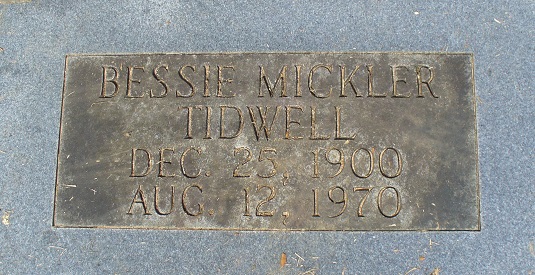 BESSIE MICKLER
TIDWELL
DEC. 25, 1900
AUG. 12, 1970